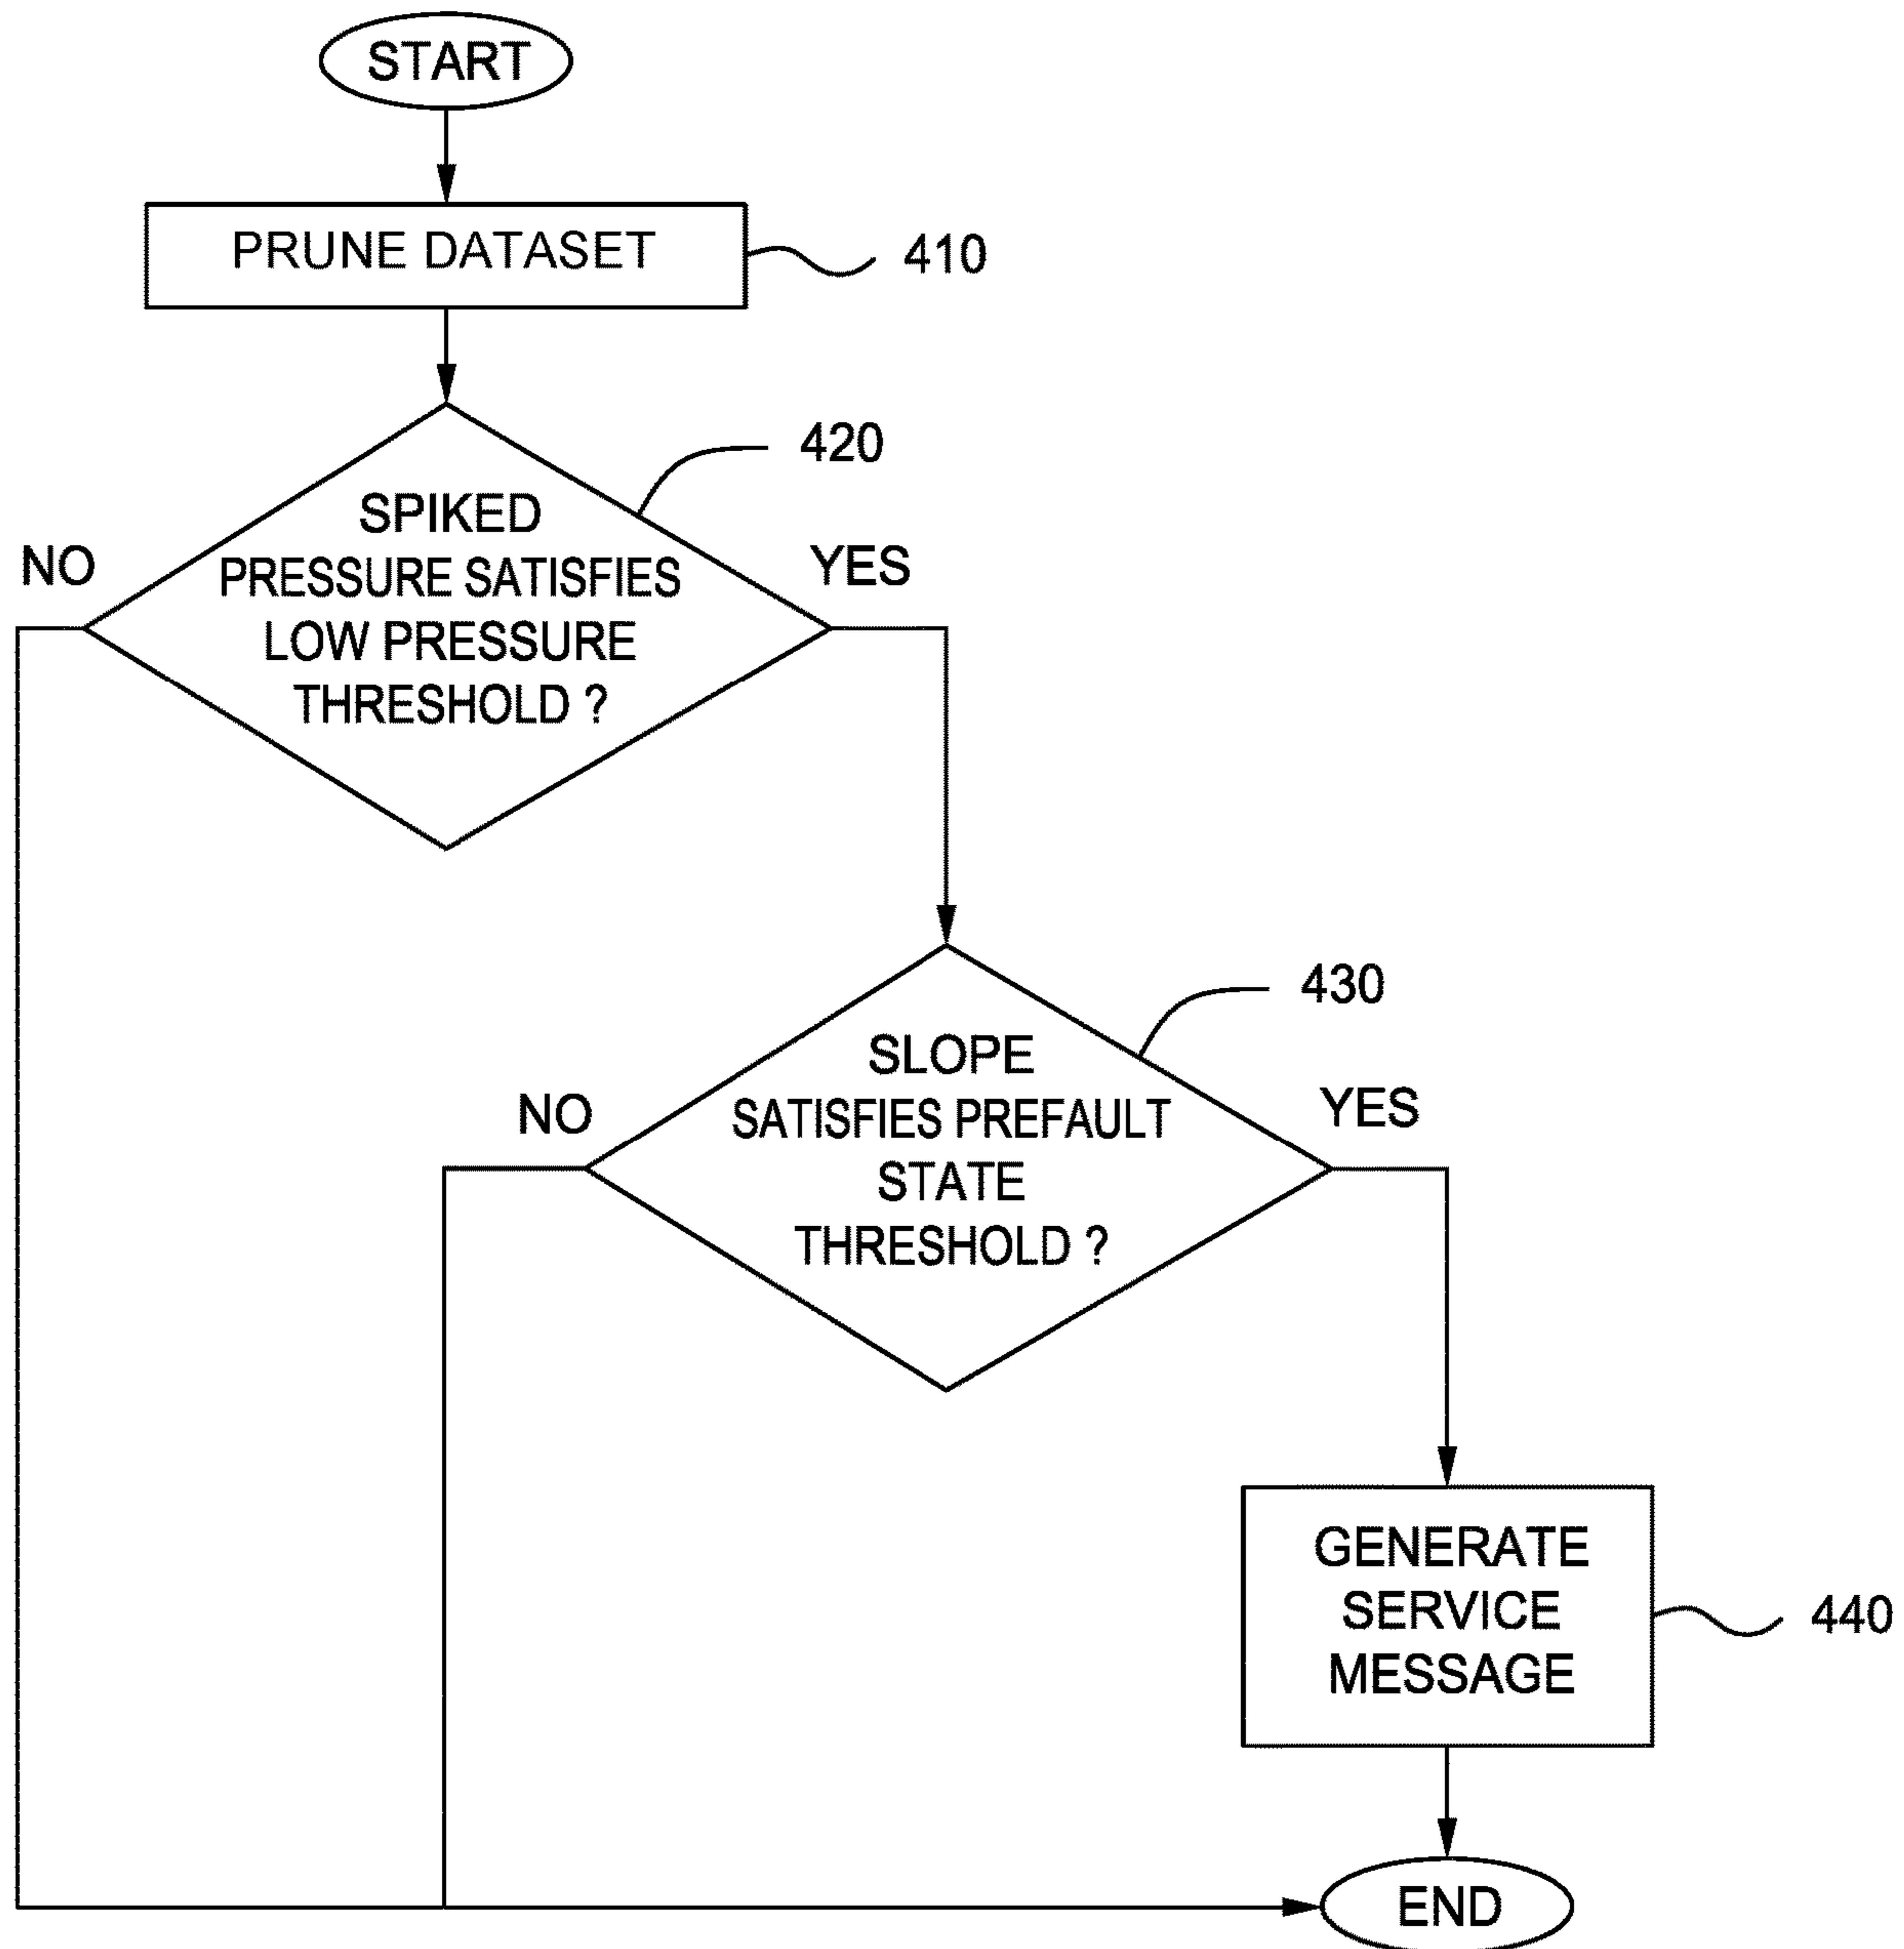 START
PRUNE DATASET
410
420
SPIKED
PRESSURE SATISFIES
LOW PRESSURE
THRESHOLD ?
NO
YES
430
SLOPE
SATISFIES PREFAULT
STATE
THRESHOLD ?
NO
YES
GENERATE
SERVICE
MESSAGE
440
END